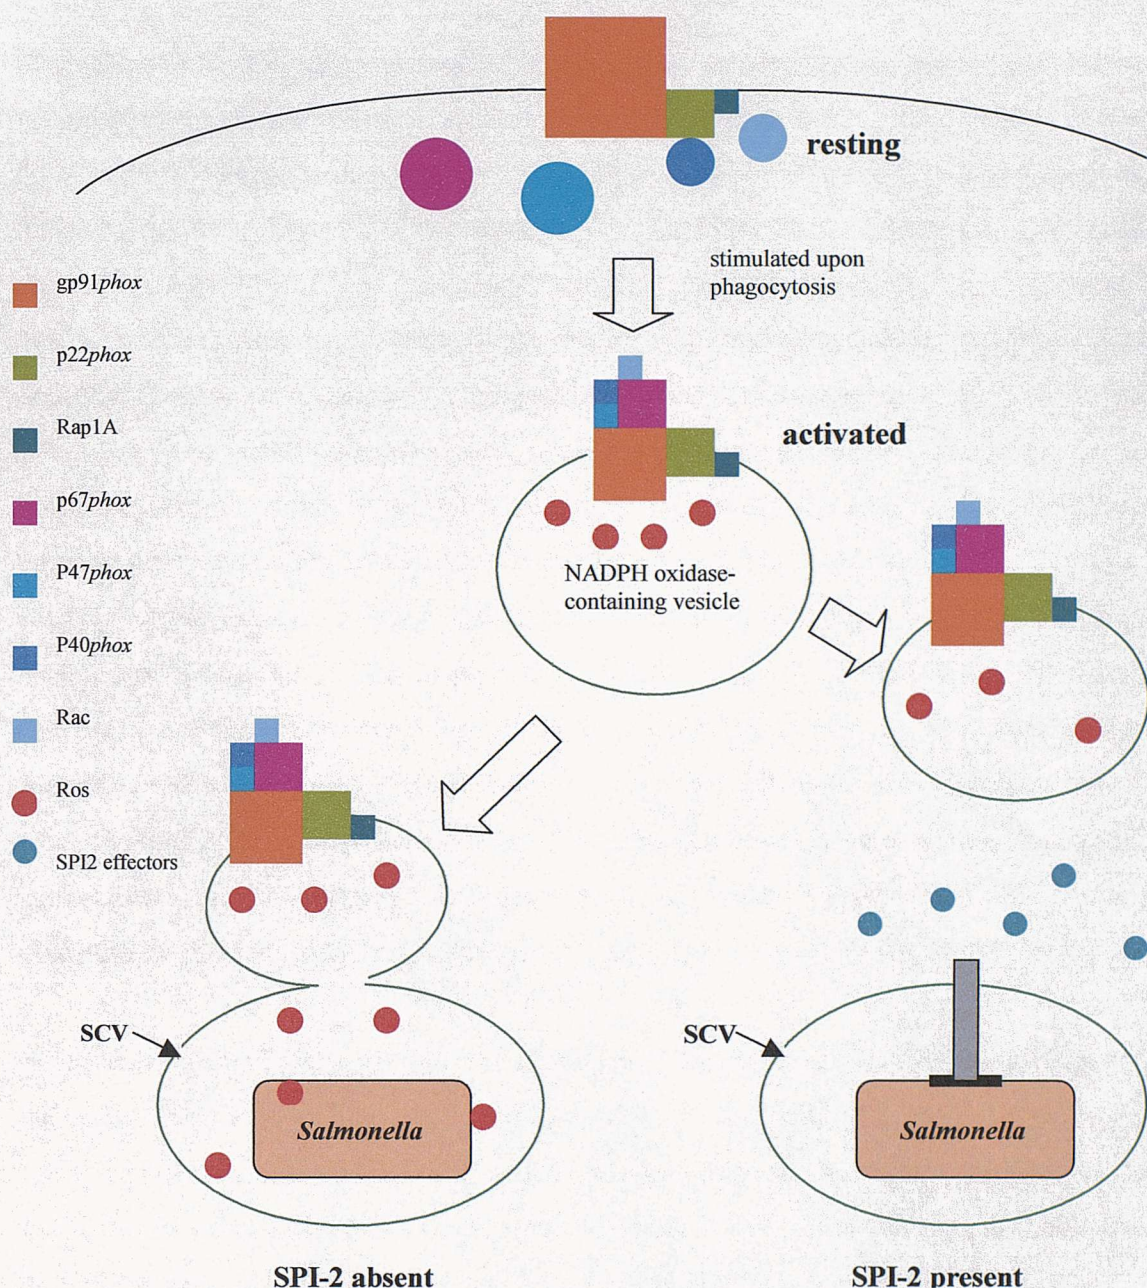 resting
stimulated upon
phagocytosis
gp91phox
p22phox
Rap1A
p67phox
P47phox
P40phox
Rac
Ros
SPI2 effectors
activated
NADPH oxidase-
containing vesicle
SCV
Salmonella
SCV
Salmonella
SPI-2 absent
SPI-2 present